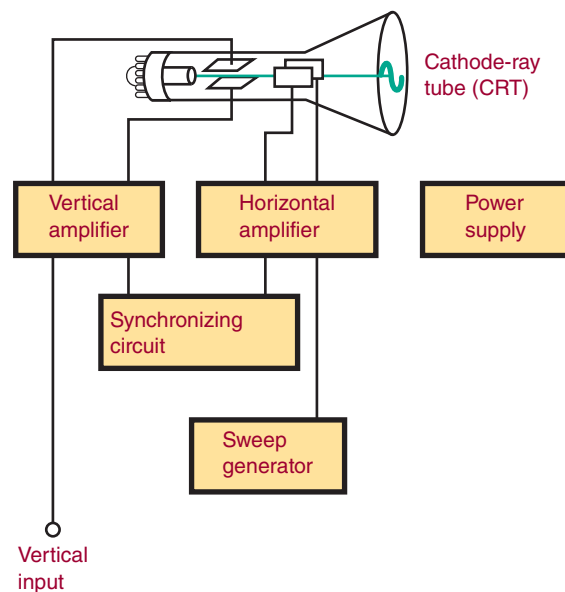 Cathode-ray
tube (CRT)
Vertical
amplifier
Horizontal
amplifier
Power
supply
Synchronizing
circuit
Sweep
generator
Vertical
input